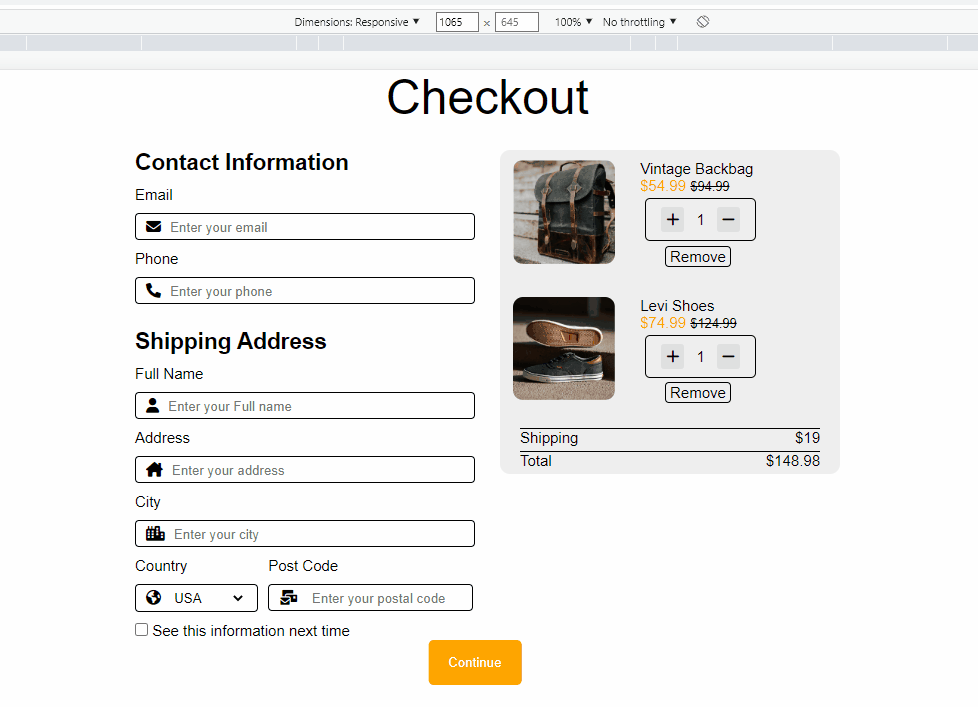 Dimensions: Responsive ▼ 1065 × 645 100% ▼ No throttling ▼
Checkout
Contact Information
Email
Enter your email
Phone
Enter your phone
Shipping Address
Full Name
Enter your Full name
Address
Enter your address
City
Enter your city
Country Post Code
USA Enter your postal code
See this information next time
Continue
Vintage Backbag
$54.99 $94.99
+ 1 −
Remove
Levi Shoes
$74.99 $124.99
+ 1 −
Remove
Shipping $19
Total $148.98